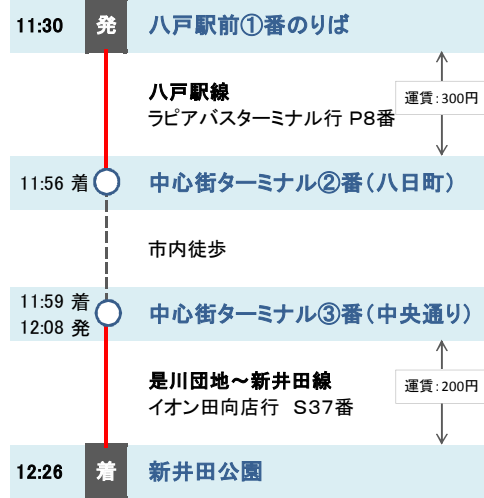 11:30 発 八戸駅前①番のりば
八戸駅線
運賃:300円
ラピアバスターミナル行 P8番
11:56 着 中心街ターミナル②番(八日町)
市内徒歩
11:59 着
中心街ターミナル③番(中央通り)
12:08 発
是川団地~新井田線
運賃:200円
イオン田向店行 S37番
12:26 着 新井田公園